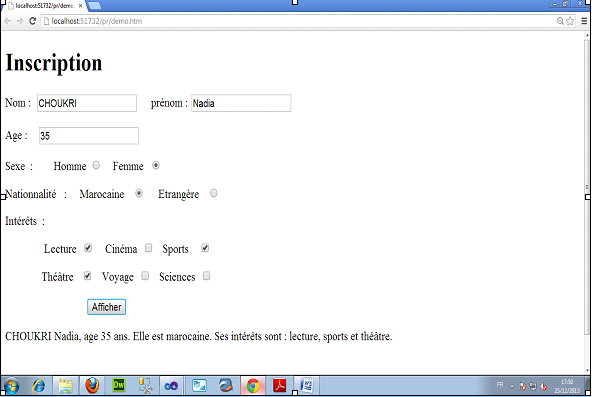 localhost:51732/pr/demo.
localhost:51732/pr/demo.htm
Inscription
Nom : CHOUKRI prénom : Nadia
Age : 35
Sexe : Homme Femme
Nationnalité : Marocaine Etrangère
Intérêts :
Lecture Cinéma Sports
Théâtre Voyage Sciences
Afficher
CHOUKRI Nadia, age 35 ans. Elle est marocaine. Ses intérêts sont : lecture, sports et théâtre.
Dw
FR 17:50
25/12/2013